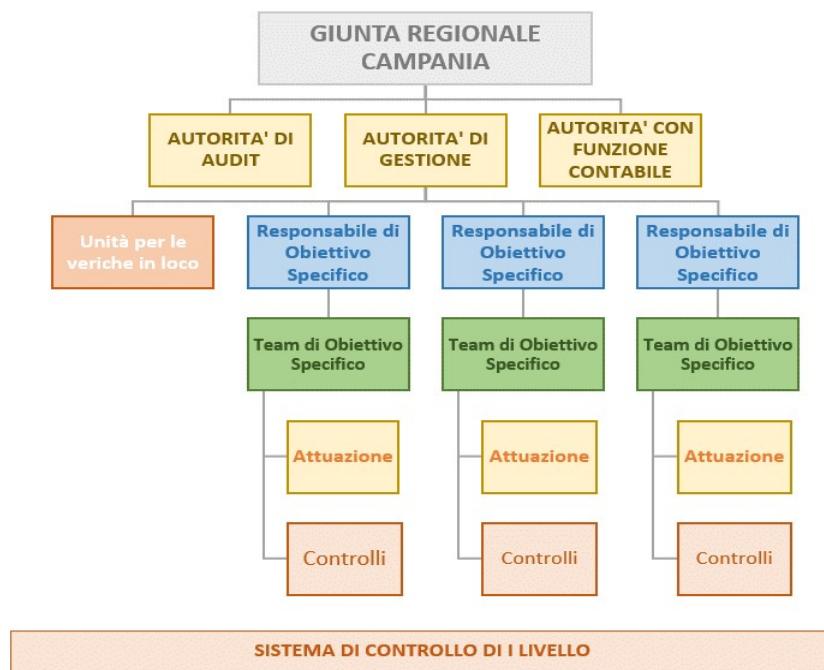 GIUNTA REGIONALE
CAMPANIA
AUTORITA' DI
AUDIT
AUTORITA' DI
GESTIONE
AUTORITA' CON
FUNZIONE
CONTABILE
Unità per le
veriche in loco
Responsabile di
Obiettivo
Specifico
Responsabile di
Obiettivo
Specifico
Responsabile di
Obiettivo
Specifico
Team di Obiettivo
Specifico
Team di Obiettivo
Specifico
Team di Obiettivo
Specifico
Attuazione
Attuazione
Attuazione
Controlli
Controlli
Controlli
SISTEMA DI CONTROLLO DI I LIVELLO